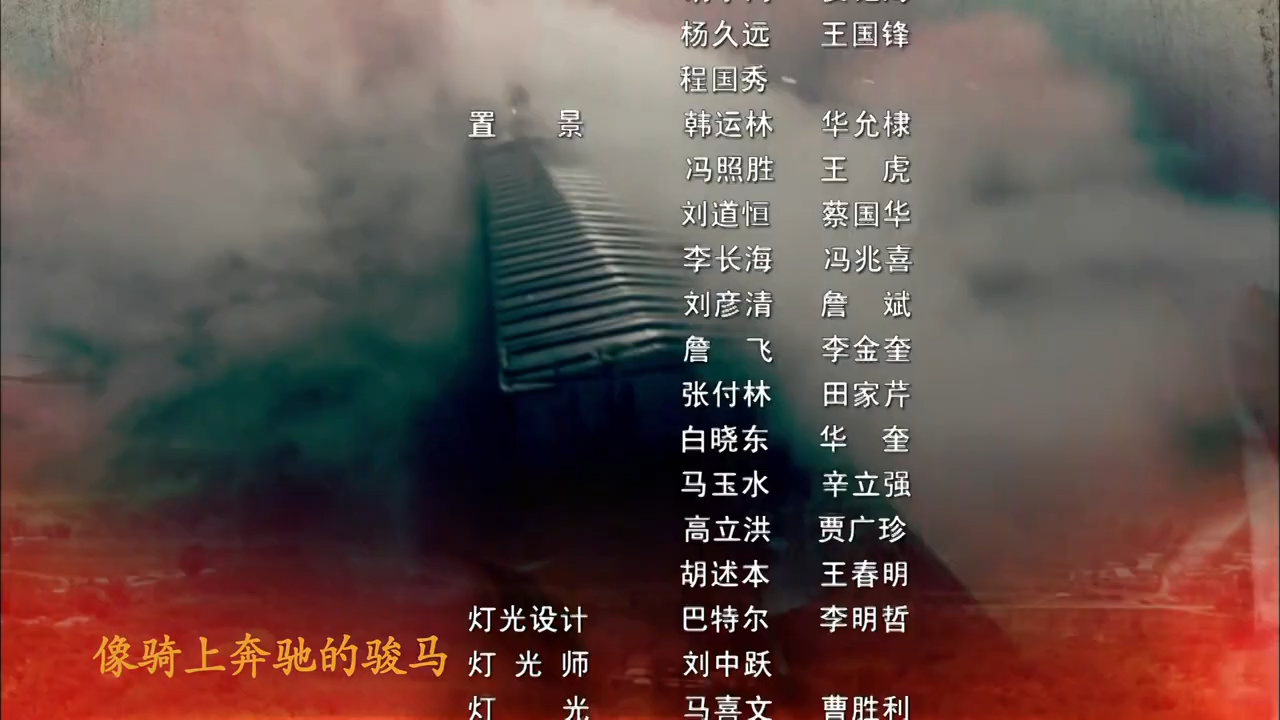 杨久远 王国锋
程国秀
置 景 韩运林 华允棣
冯照胜 王 虎
刘道恒 蔡国华
李长海 冯兆喜
刘彦清 詹 斌
詹 飞 李金奎
张付林 田家芹
白晓东 华 奎
马玉水 辛立强
高立洪 贾广珍
胡述本 王春明
灯光设计 巴特尔 李明哲
像骑上奔驰的骏马
灯 光 师 刘中跃
灯 光 马喜文 曹胜利